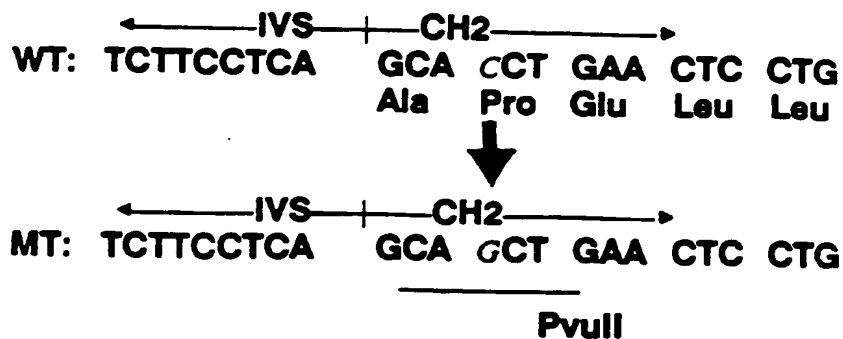 IVS CH2
WT: TCTTCCTCA GCA CCT GAA CTC CTG
Ala Pro Glu Leu Leu
IVS CH2
MT: TCTTCCTCA GCA GCT GAA CTC CTG
PvuII